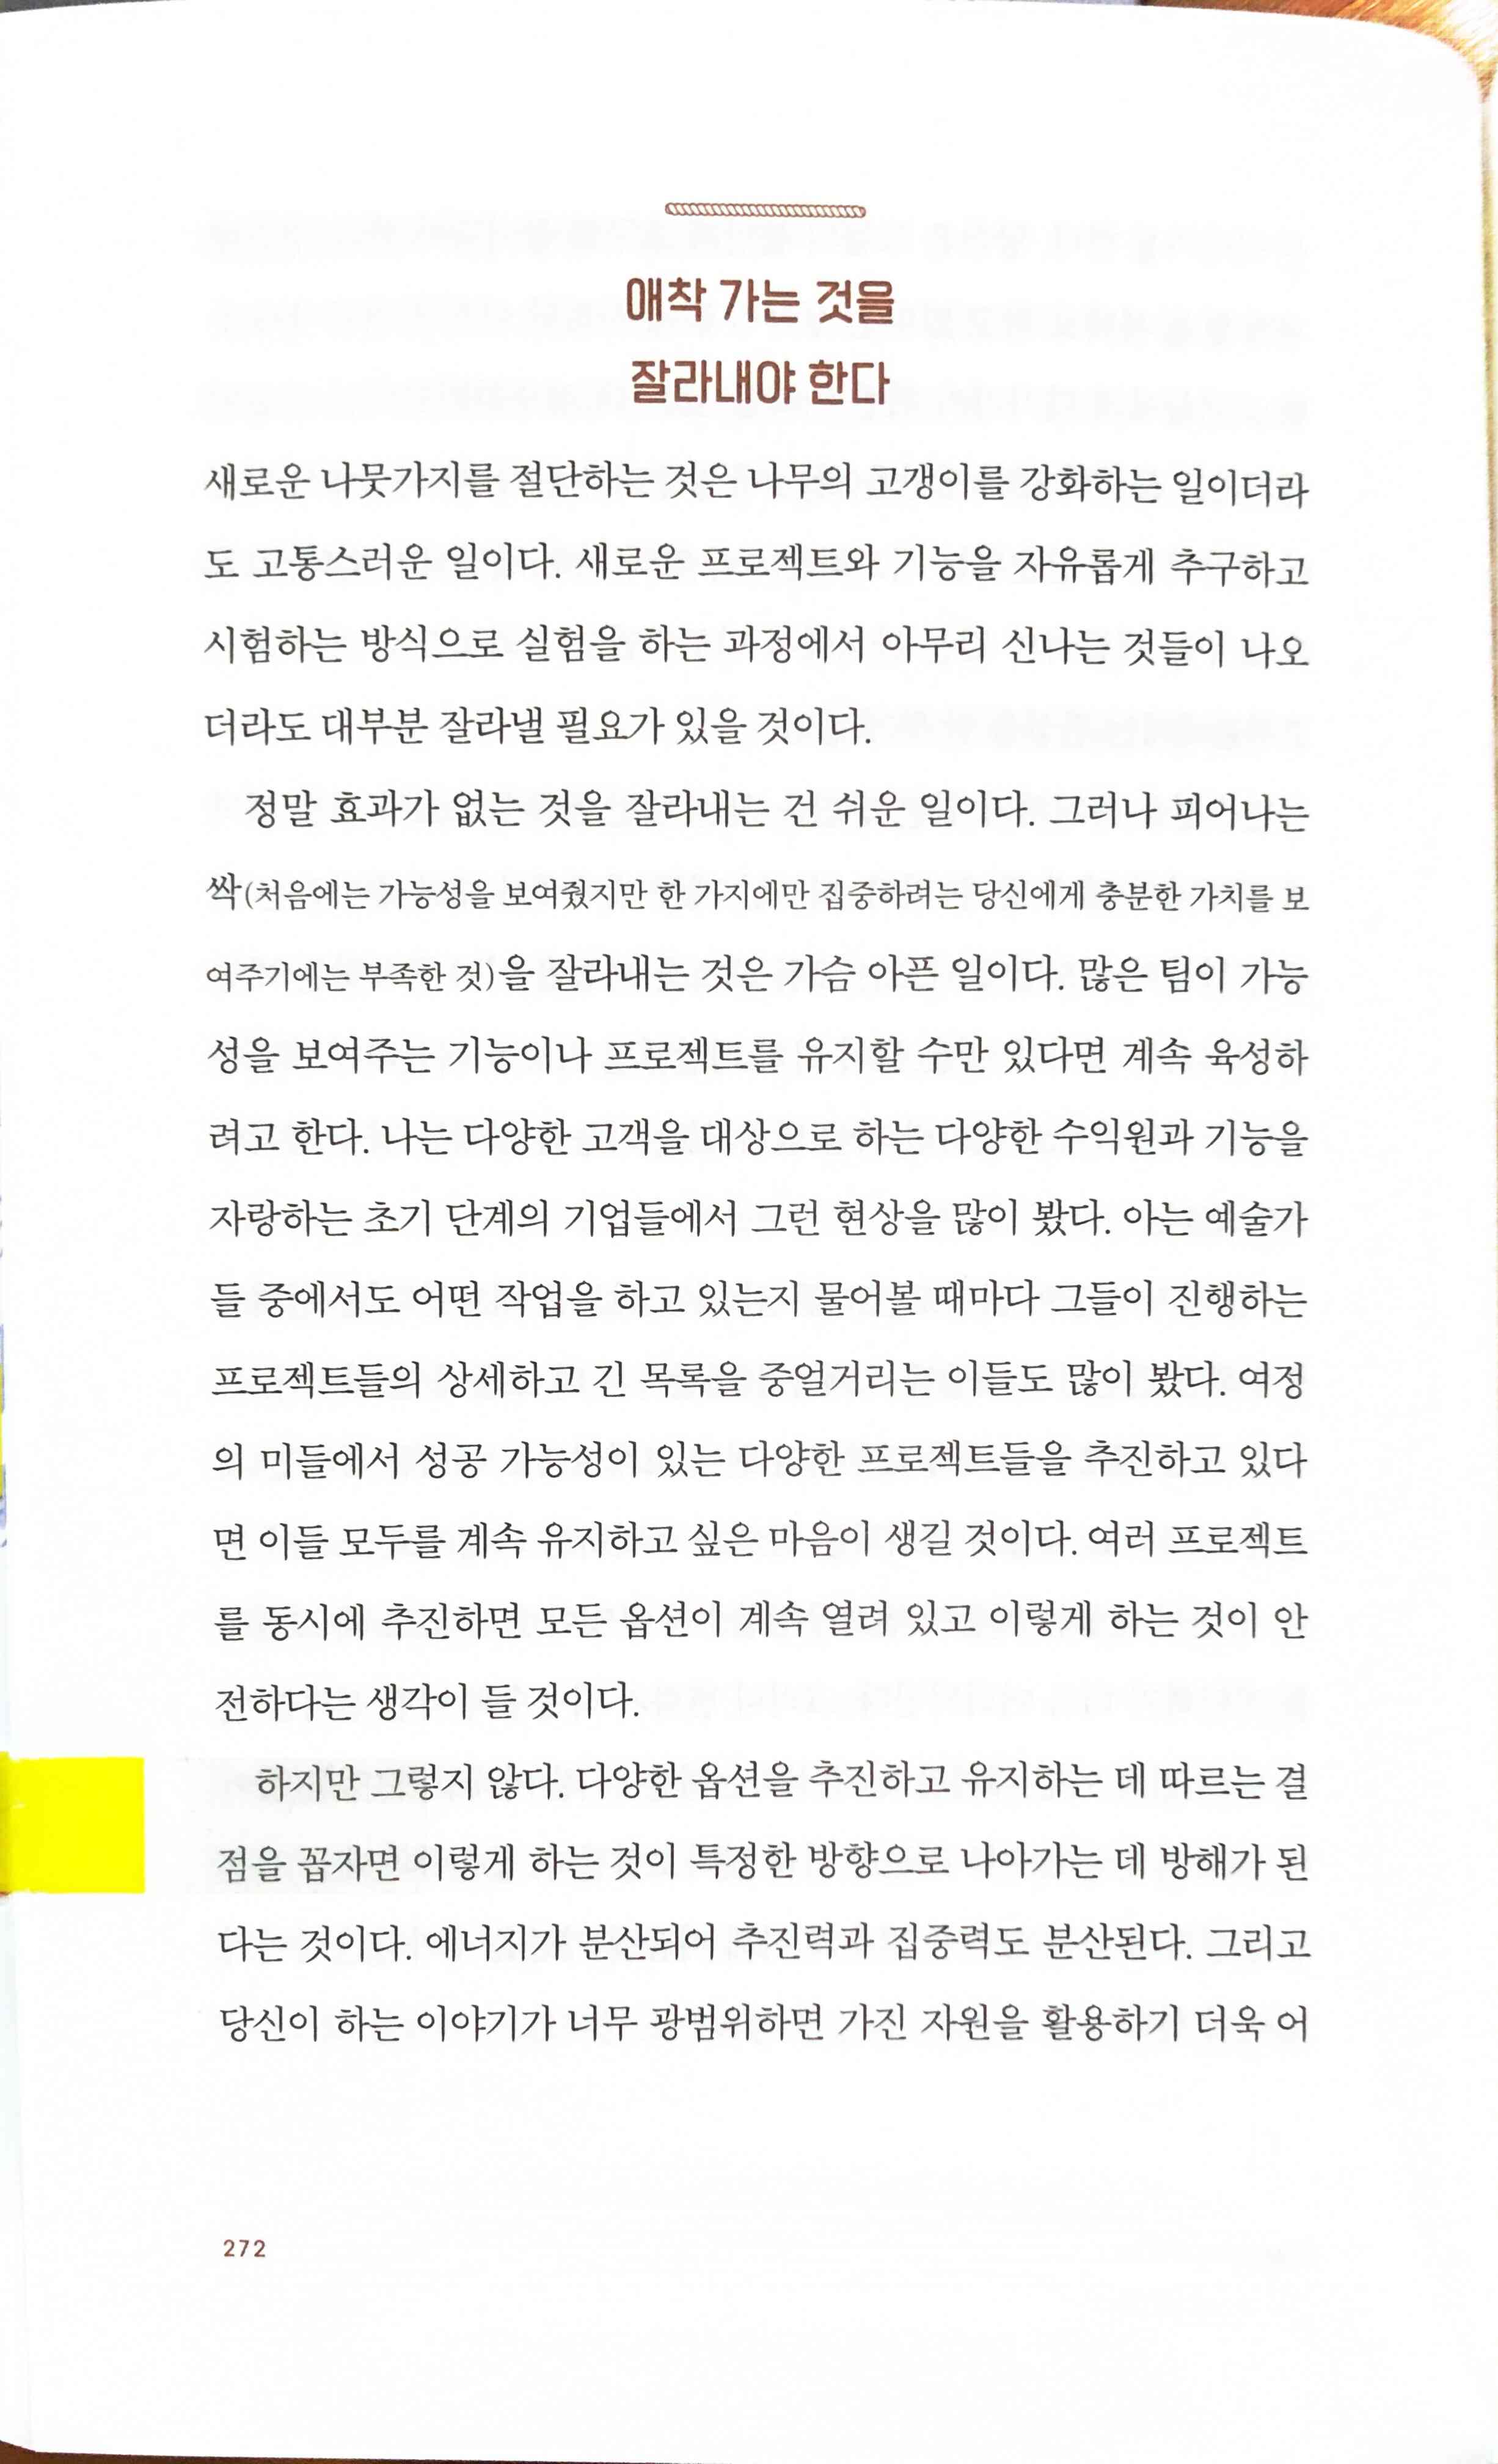 애착 가는 것을
잘라내야 한다
새로운 나뭇가지를 절단하는 것은 나무의 고갱이를 강화하는 일이더라
도 고통스러운 일이다. 새로운 프로젝트와 기능을 자유롭게 추구하고
시험하는 방식으로 실험을 하는 과정에서 아무리 신나는 것들이 나오
더라도 대부분 잘라낼 필요가 있을 것이다.
정말 효과가 없는 것을 잘라내는 건 쉬운 일이다. 그러나 피어나는
싹(처음에는 가능성을 보여줬지만 한 가지에만 집중하려는 당신에게 충분한 가치를 보
여주기에는 부족한 것)을 잘라내는 것은 가슴 아픈 일이다. 많은 팀이 가능
성을 보여주는 기능이나 프로젝트를 유지할 수만 있다면 계속 육성하
려고 한다. 나는 다양한 고객을 대상으로 하는 다양한 수익원과 기능을
자랑하는 초기 단계의 기업들에서 그런 현상을 많이 봤다. 아는 예술가
들 중에서도 어떤 작업을 하고 있는지 물어볼 때마다 그들이 진행하는
프로젝트들의 상세하고 긴 목록을 중얼거리는 이들도 많이 봤다. 여정
의 미들에서 성공 가능성이 있는 다양한 프로젝트들을 추진하고 있다
면 이들 모두를 계속 유지하고 싶은 마음이 생길 것이다. 여러 프로젝트
를 동시에 추진하면 모든 옵션이 계속 열려 있고 이렇게 하는 것이 안
전하다는 생각이 들 것이다.
하지만 그렇지 않다. 다양한 옵션을 추진하고 유지하는 데 따르는 결
점을 꼽자면 이렇게 하는 것이 특정한 방향으로 나아가는 데 방해가 된
다는 것이다. 에너지가 분산되어 추진력과 집중력도 분산된다. 그리고
당신이 하는 이야기가 너무 광범위하면 가진 자원을 활용하기 더욱 어
272